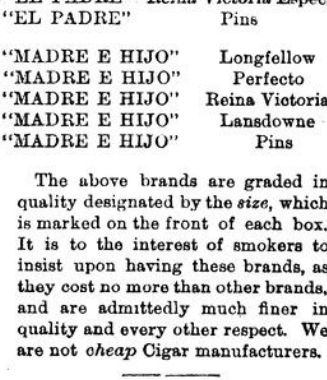 "EL PADRE" Pins
"MADRE E HIJO" Longfellow
"MADRE E HIJO" Perfecto
"MADRE E HIJO" Reina Victoria
"MADRE E HIJO" Lansdowne
"MADRE E HIJO" Pins
The above brands are graded in
quality designated by the size, which
is marked on the front of each box.
It is to the interest of smokers to
insist upon having these brands, as
they cost no more than other brands,
and are admittedly much finer in
quality and every other respect. We
are not cheap Cigar manufacturers.